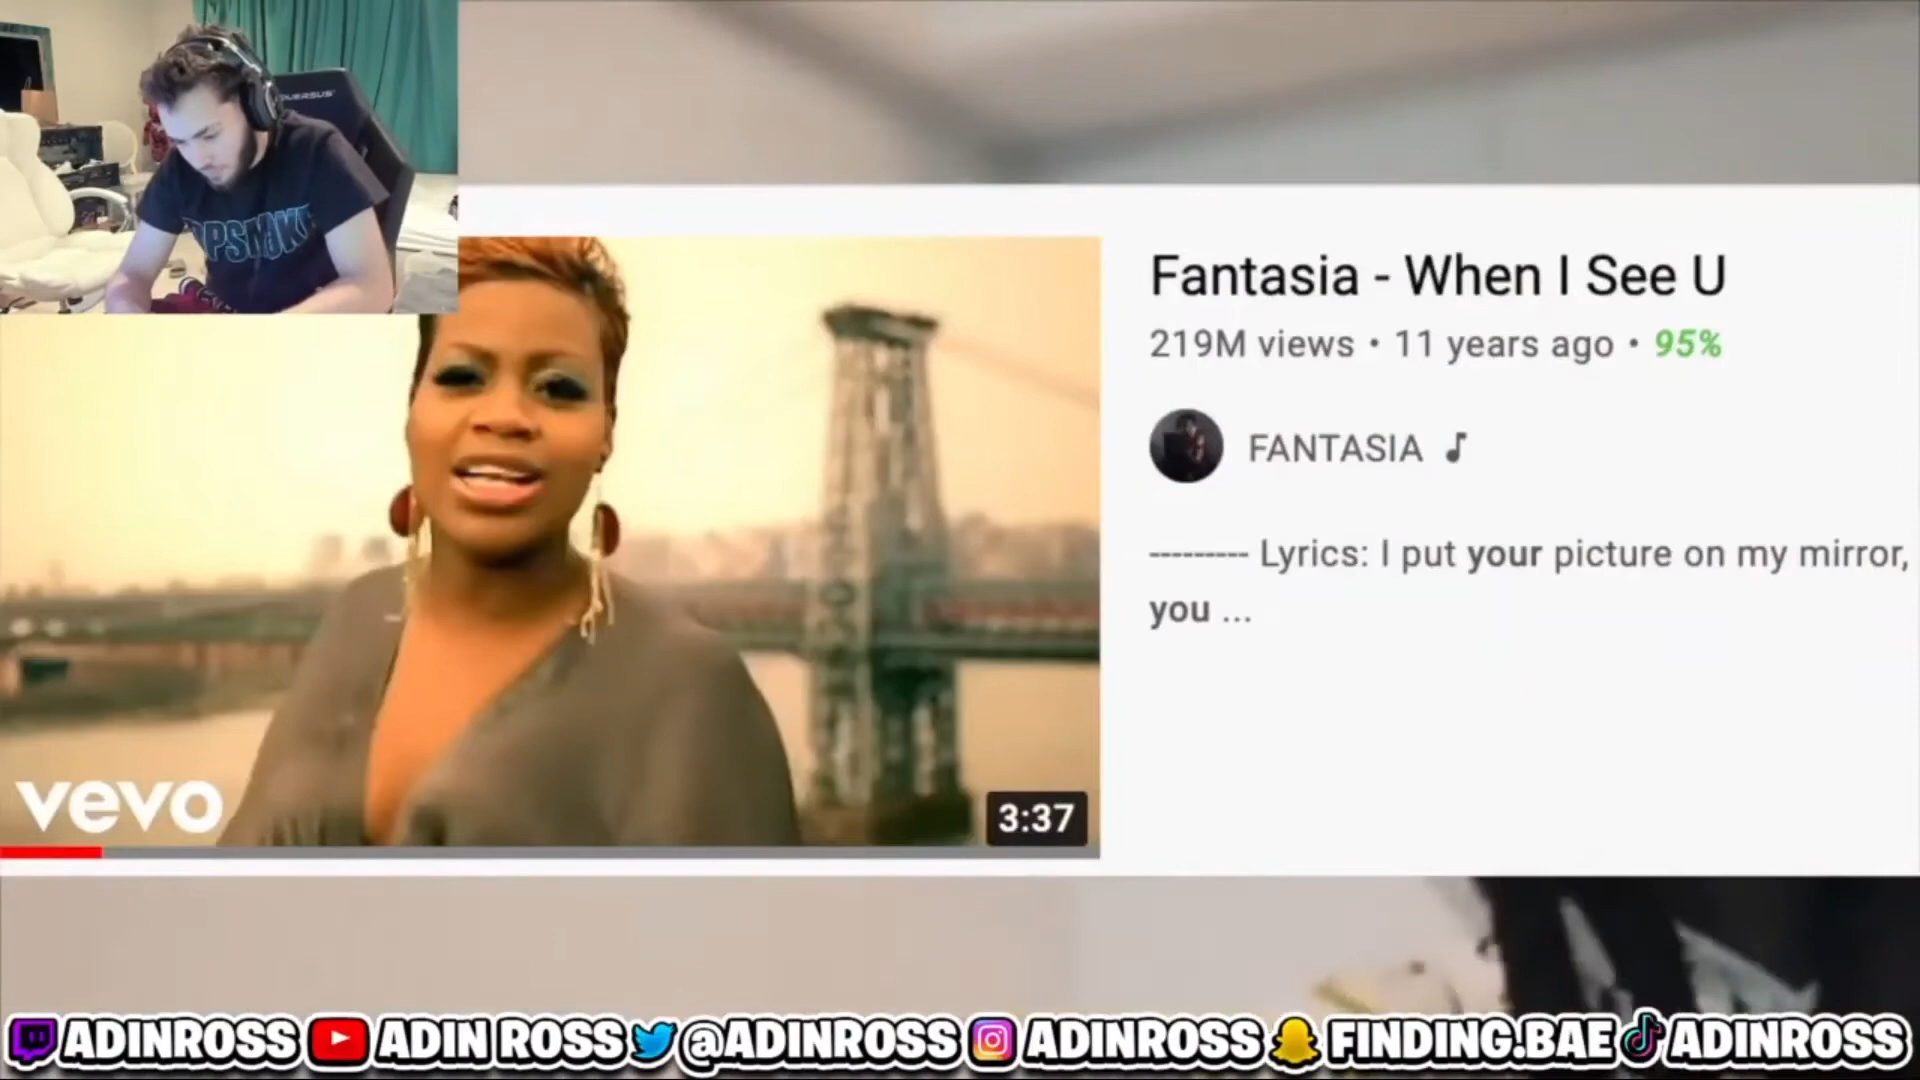 Fantasia - When I See U
219M views • 11 years ago • 95%
FANTASIA
--------- Lyrics: I put your picture on my mirror,
you ...
vevo
3:37
ADINROSS ADIN ROSS @ADINROSS ADINROSS FINDING.BAE ADINROSS